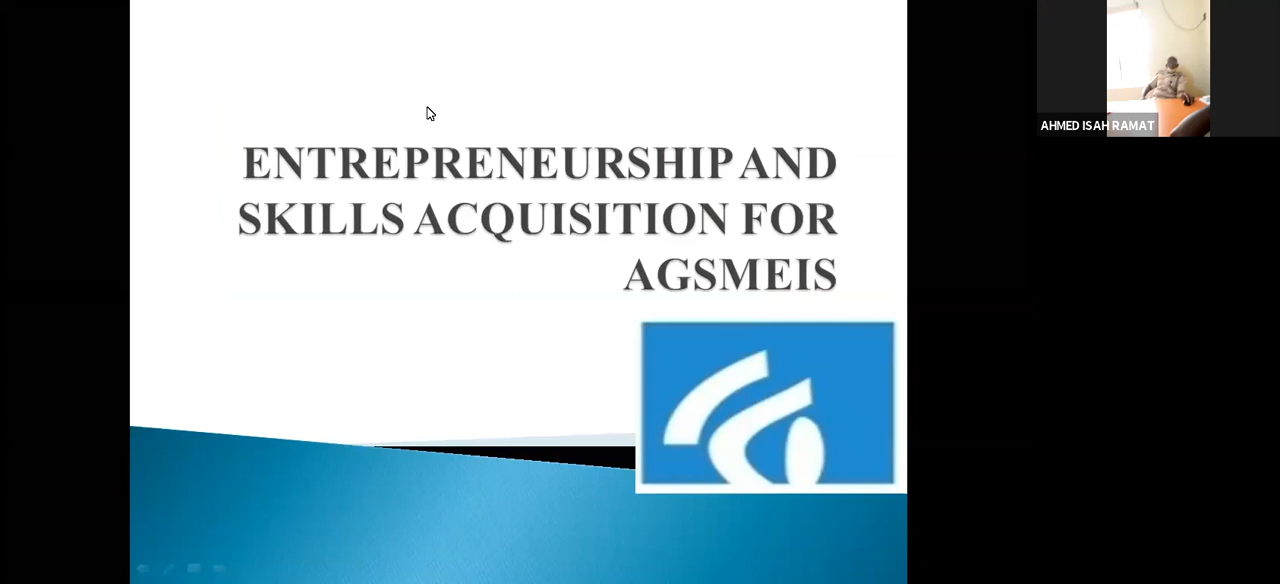 ENTREPRENEURSHIP AND
SKILLS ACQUISITION FOR
AGSMEIS
AHMED ISAH RAMAT